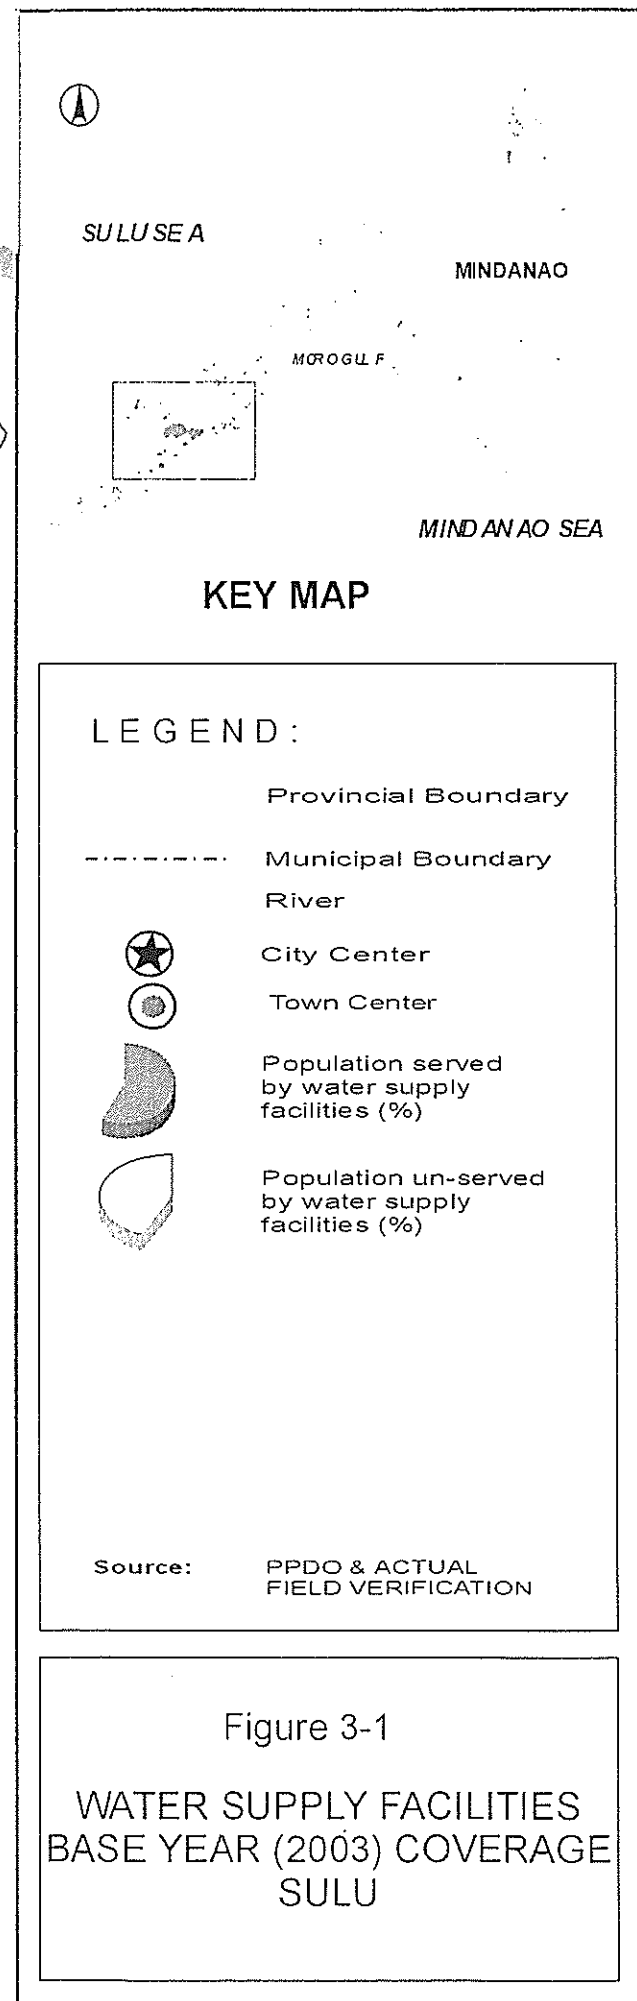 SULU SEA
MINDANAO
MORO GULF
MINDANAO SEA
KEY MAP
LEGEND:
Provincial Boundary
Municipal Boundary
River
City Center
Town Center
Population served
by water supply
facilities (%)
Population un-served
by water supply
facilities (%)
Source: PPDO & ACTUAL
FIELD VERIFICATION
Figure 3-1
WATER SUPPLY FACILITIES
BASE YEAR (2003) COVERAGE
SULU